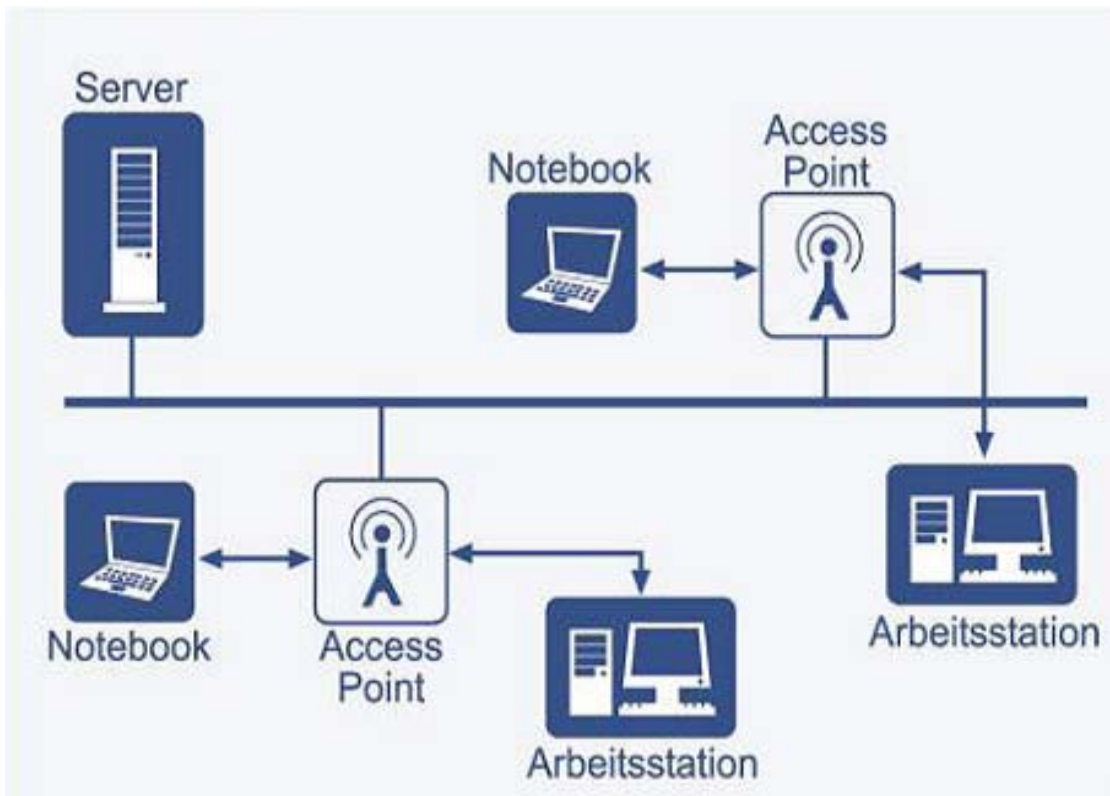 Server
Notebook
Access
Point
Notebook
Access
Point
Arbeitsstation
Arbeitsstation